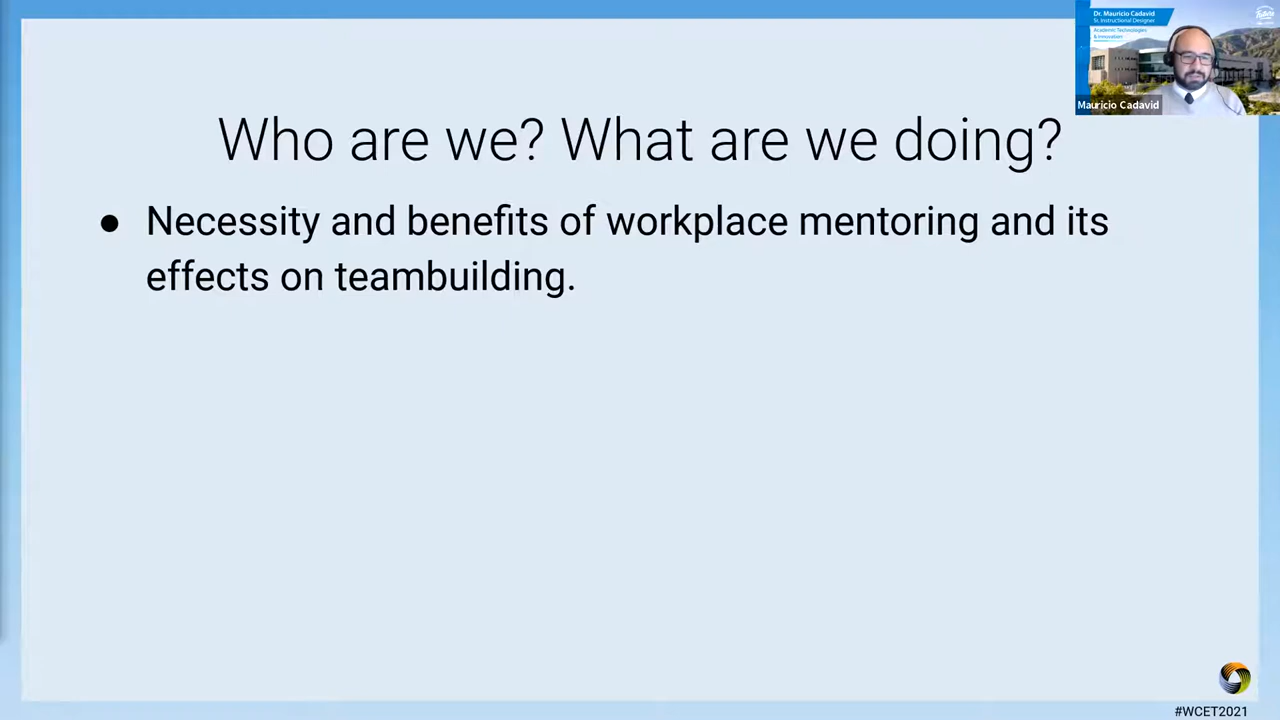 Dr. Mauricio Cadavid
Sr. Instructional Designer
Academic Technologies
& Innovation
Mauricio Cadavid
Who are we? What are we doing?
● Necessity and benefits of workplace mentoring and its
effects on teambuilding.
#WCET2021